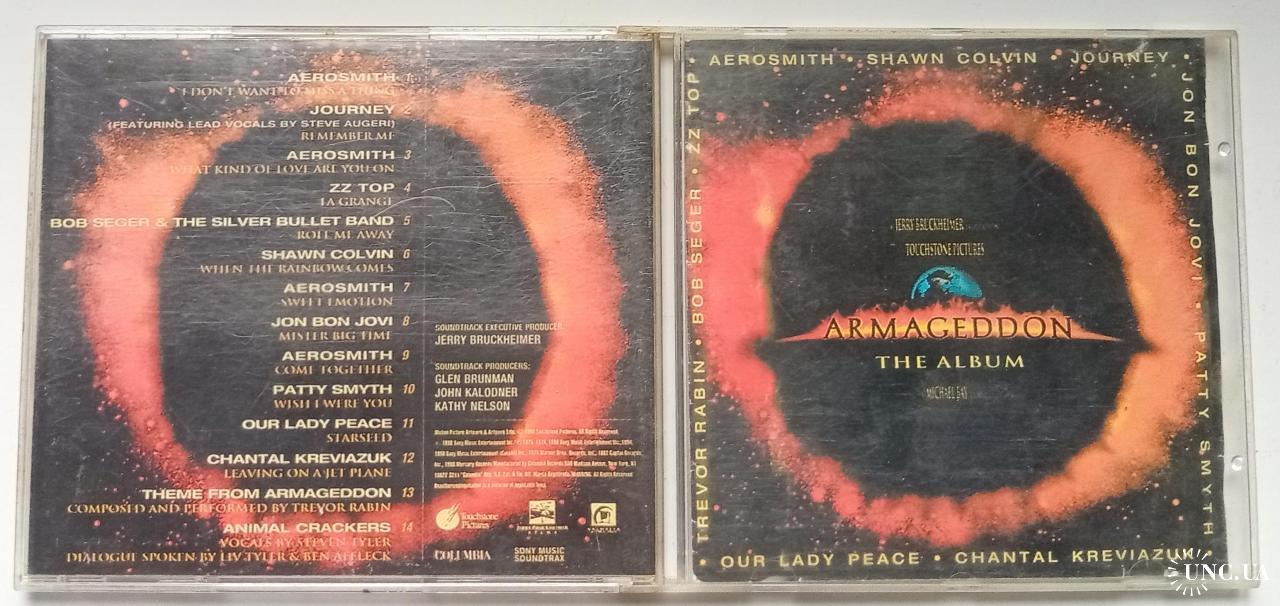 AEROSMITH 1
I DON'T WANT TO MISS A THING
JOURNEY 2
(FEATURING LEAD VOCALS BY STEVE AUGERI)
REMEMBER ME
AEROSMITH 3
WHAT KIND OF LOVE ARE YOU ON
ZZ TOP 4
LA GRANGE
BOB SEGER & THE SILVER BULLET BAND 5
ROLL ME AWAY
SHAWN COLVIN 6
WHEN THE RAINBOW COMES
AEROSMITH 7
SWEET EMOTION
JON BON JOVI 8
MISTER BIG TIME
AEROSMITH 9
COME TOGETHER
PATTY SMYTH 10
WISH I WERE YOU
OUR LADY PEACE 11
STARSEED
CHANTAL KREVIAZUK 12
LEAVING ON A JET PLANE
THEME FROM ARMAGEDDON 13
COMPOSED AND PERFORMED BY TREVOR RABIN
ANIMAL CRACKERS 14
VOCALS BY STEVEN TYLER
DIALOGUE SPOKEN BY LIV TYLER & BEN AFFLECK
SOUNDTRACK EXECUTIVE PRODUCER:
JERRY BRUCKHEIMER
SOUNDTRACK PRODUCERS:
GLEN BRUNMAN
JOHN KALODNER
KATHY NELSON
Touchstone
Pictures
VALHALLA
COLUMBIA
SONY MUSIC
SOUNDTRAX
• AEROSMITH • SHAWN COLVIN • JOURNEY •
JON BON JOVI • PATTY SMYTH •
• TREVOR RABIN • BOB SEGER • ZZ TOP
JERRY BRUCKHEIMER
TOUCHSTONE PICTURES
ARMAGEDDON
THE ALBUM
MICHAEL BAY
• OUR LADY PEACE • CHANTAL KREVIAZUK
UNC.UA